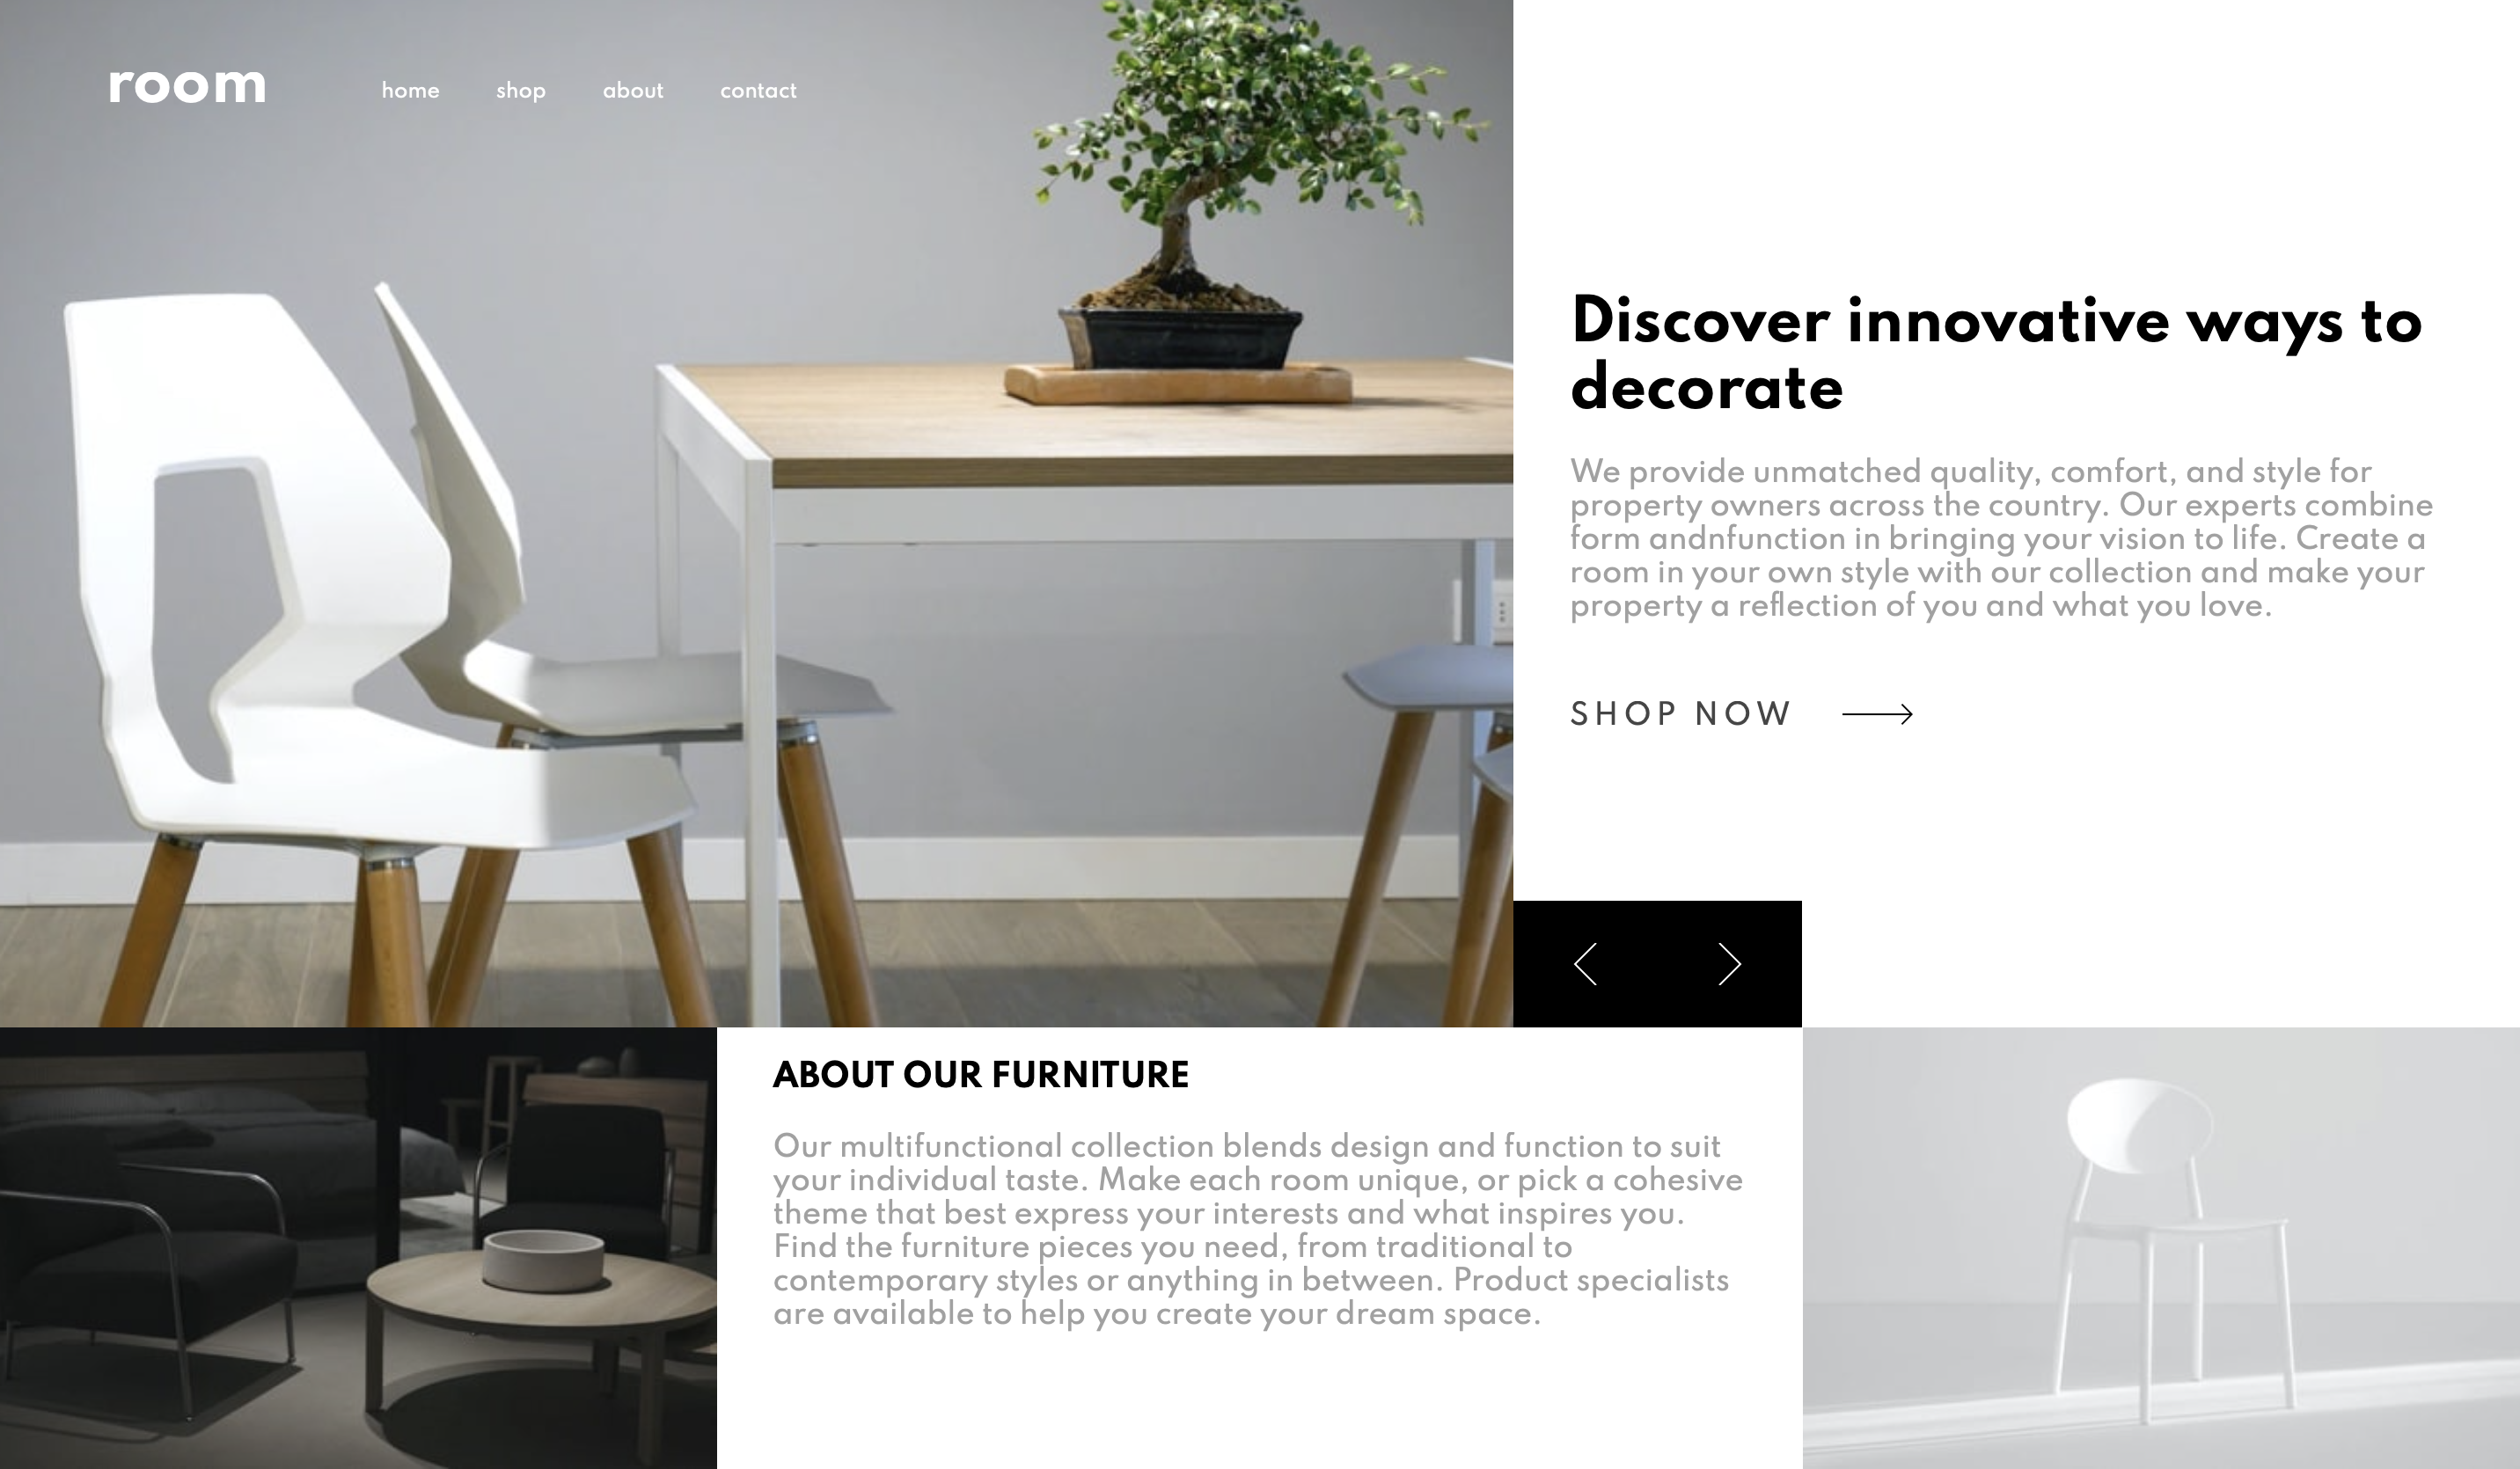 room
home shop about contact
Discover innovative ways to
decorate
We provide unmatched quality, comfort, and style for
property owners across the country. Our experts combine
form andnfunction in bringing your vision to life. Create a
room in your own style with our collection and make your
property a reflection of you and what you love.
SHOP NOW
ABOUT OUR FURNITURE
Our multifunctional collection blends design and function to suit
your individual taste. Make each room unique, or pick a cohesive
theme that best express your interests and what inspires you.
Find the furniture pieces you need, from traditional to
contemporary styles or anything in between. Product specialists
are available to help you create your dream space.